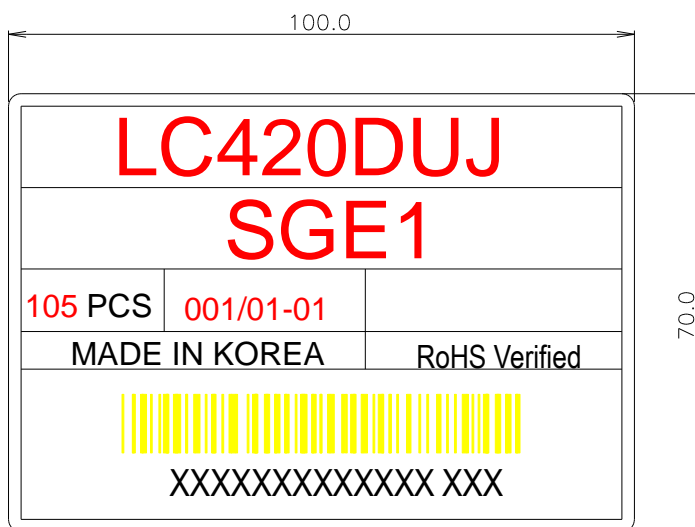 100.0
LC420DUJ
SGE1
105 PCS 001/01-01
70.0
MADE IN KOREA RoHS Verified
XXXXXXXXXXXXX XXX